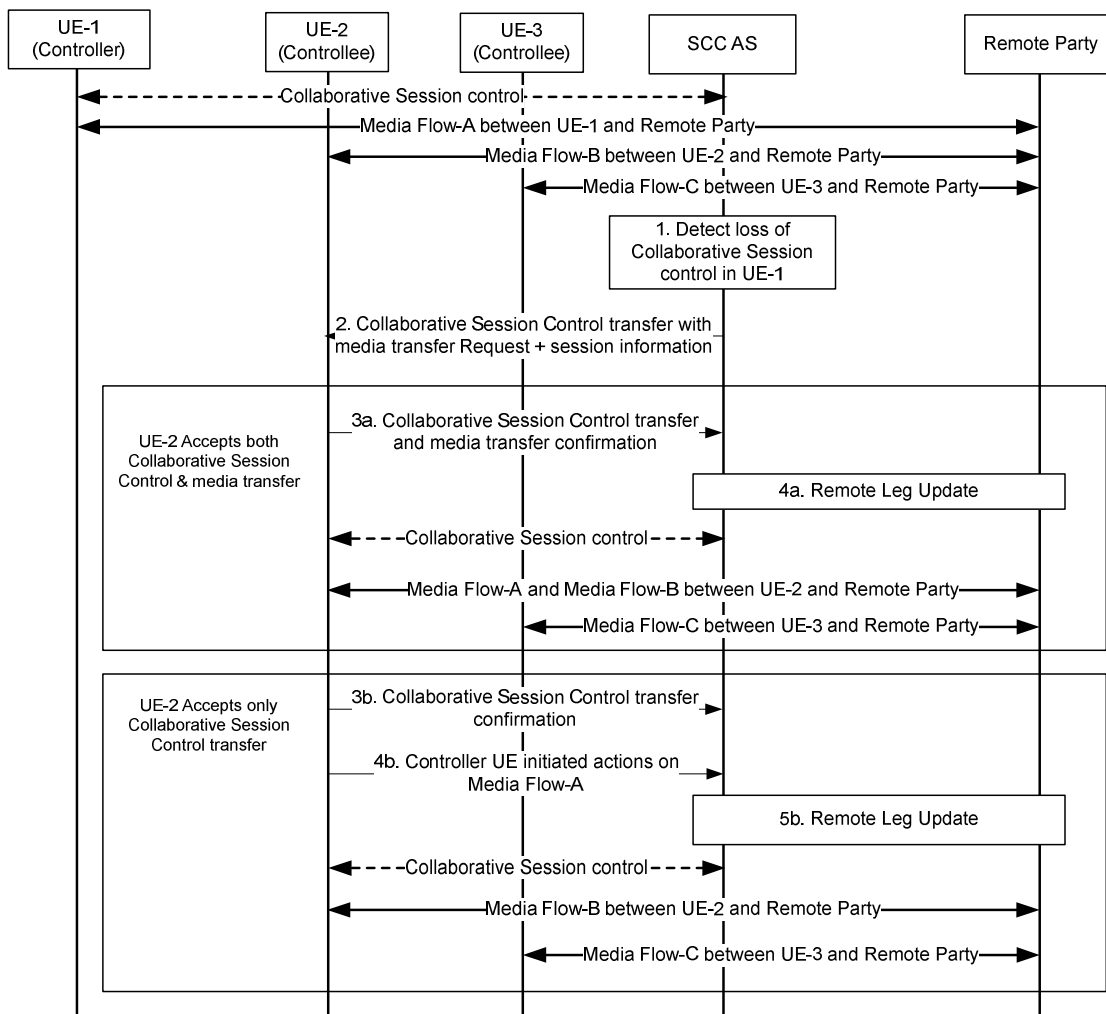 UE-1
(Controller)
UE-2
(Controllee)
UE-3
(Controllee)
SCC AS
Remote Party
Collaborative Session control
Media Flow-A between UE-1 and Remote Party
Media Flow-B between UE-2 and Remote Party
Media Flow-C between UE-3 and Remote Party
1. Detect loss of
Collaborative Session
control in UE-1
2. Collaborative Session Control transfer with
media transfer Request + session information
UE-2 Accepts both
Collaborative Session
Control & media transfer
3a. Collaborative Session Control transfer
and media transfer confirmation
4a. Remote Leg Update
Collaborative Session control
Media Flow-A and Media Flow-B between UE-2 and Remote Party
Media Flow-C between UE-3 and Remote Party
UE-2 Accepts only
Collaborative Session
Control transfer
3b. Collaborative Session Control transfer
confirmation
4b. Controller UE initiated actions on
Media Flow-A
5b. Remote Leg Update
Collaborative Session control
Media Flow-B between UE-2 and Remote Party
Media Flow-C between UE-3 and Remote Party